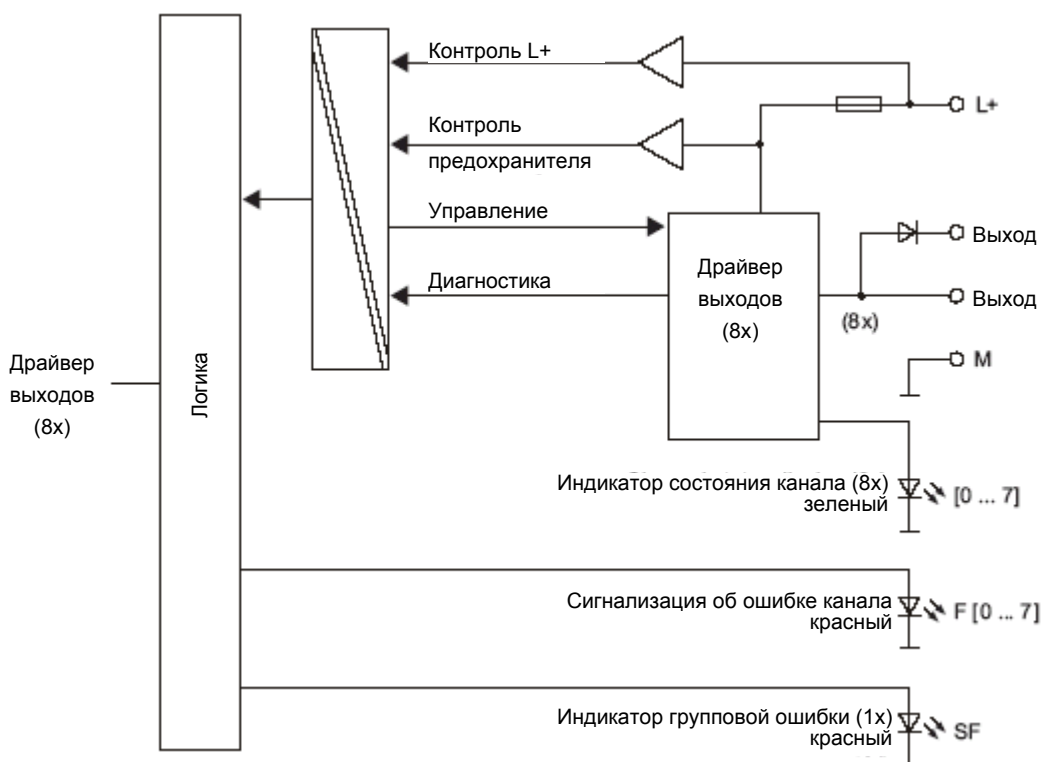 Контроль L+
L+
Контроль
предохранителя
Управление
Выход
Драйвер
выходов
(8x)
Диагностика
Выход
(8x)
M
Драйвер
выходов
(8x)
Логика
Индикатор состояния канала (8x)
зеленый
[0 ... 7]
Сигнализация об ошибке канала
красный
F [0 ... 7]
Индикатор групповой ошибки (1x)
красный
SF